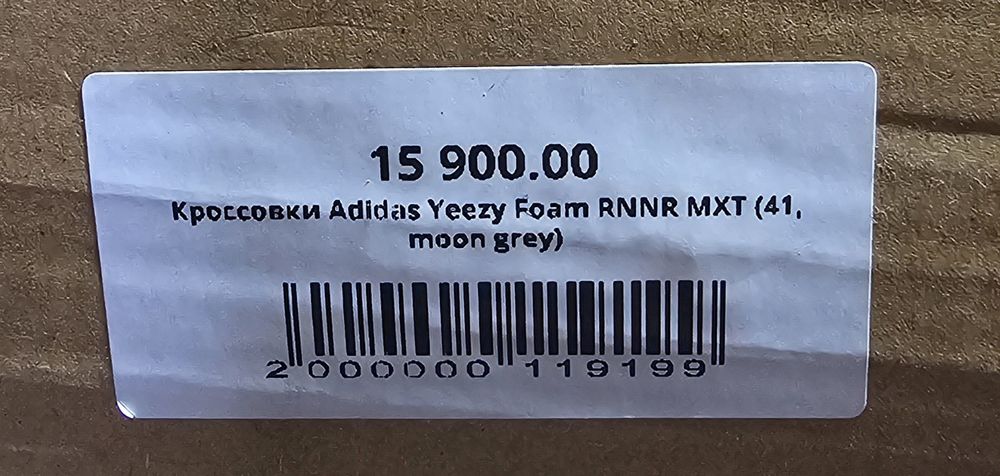 15 900.00
Кроссовки Adidas Yeezy Foam RNNR MXT (41,
moon grey)
2 000000 119199